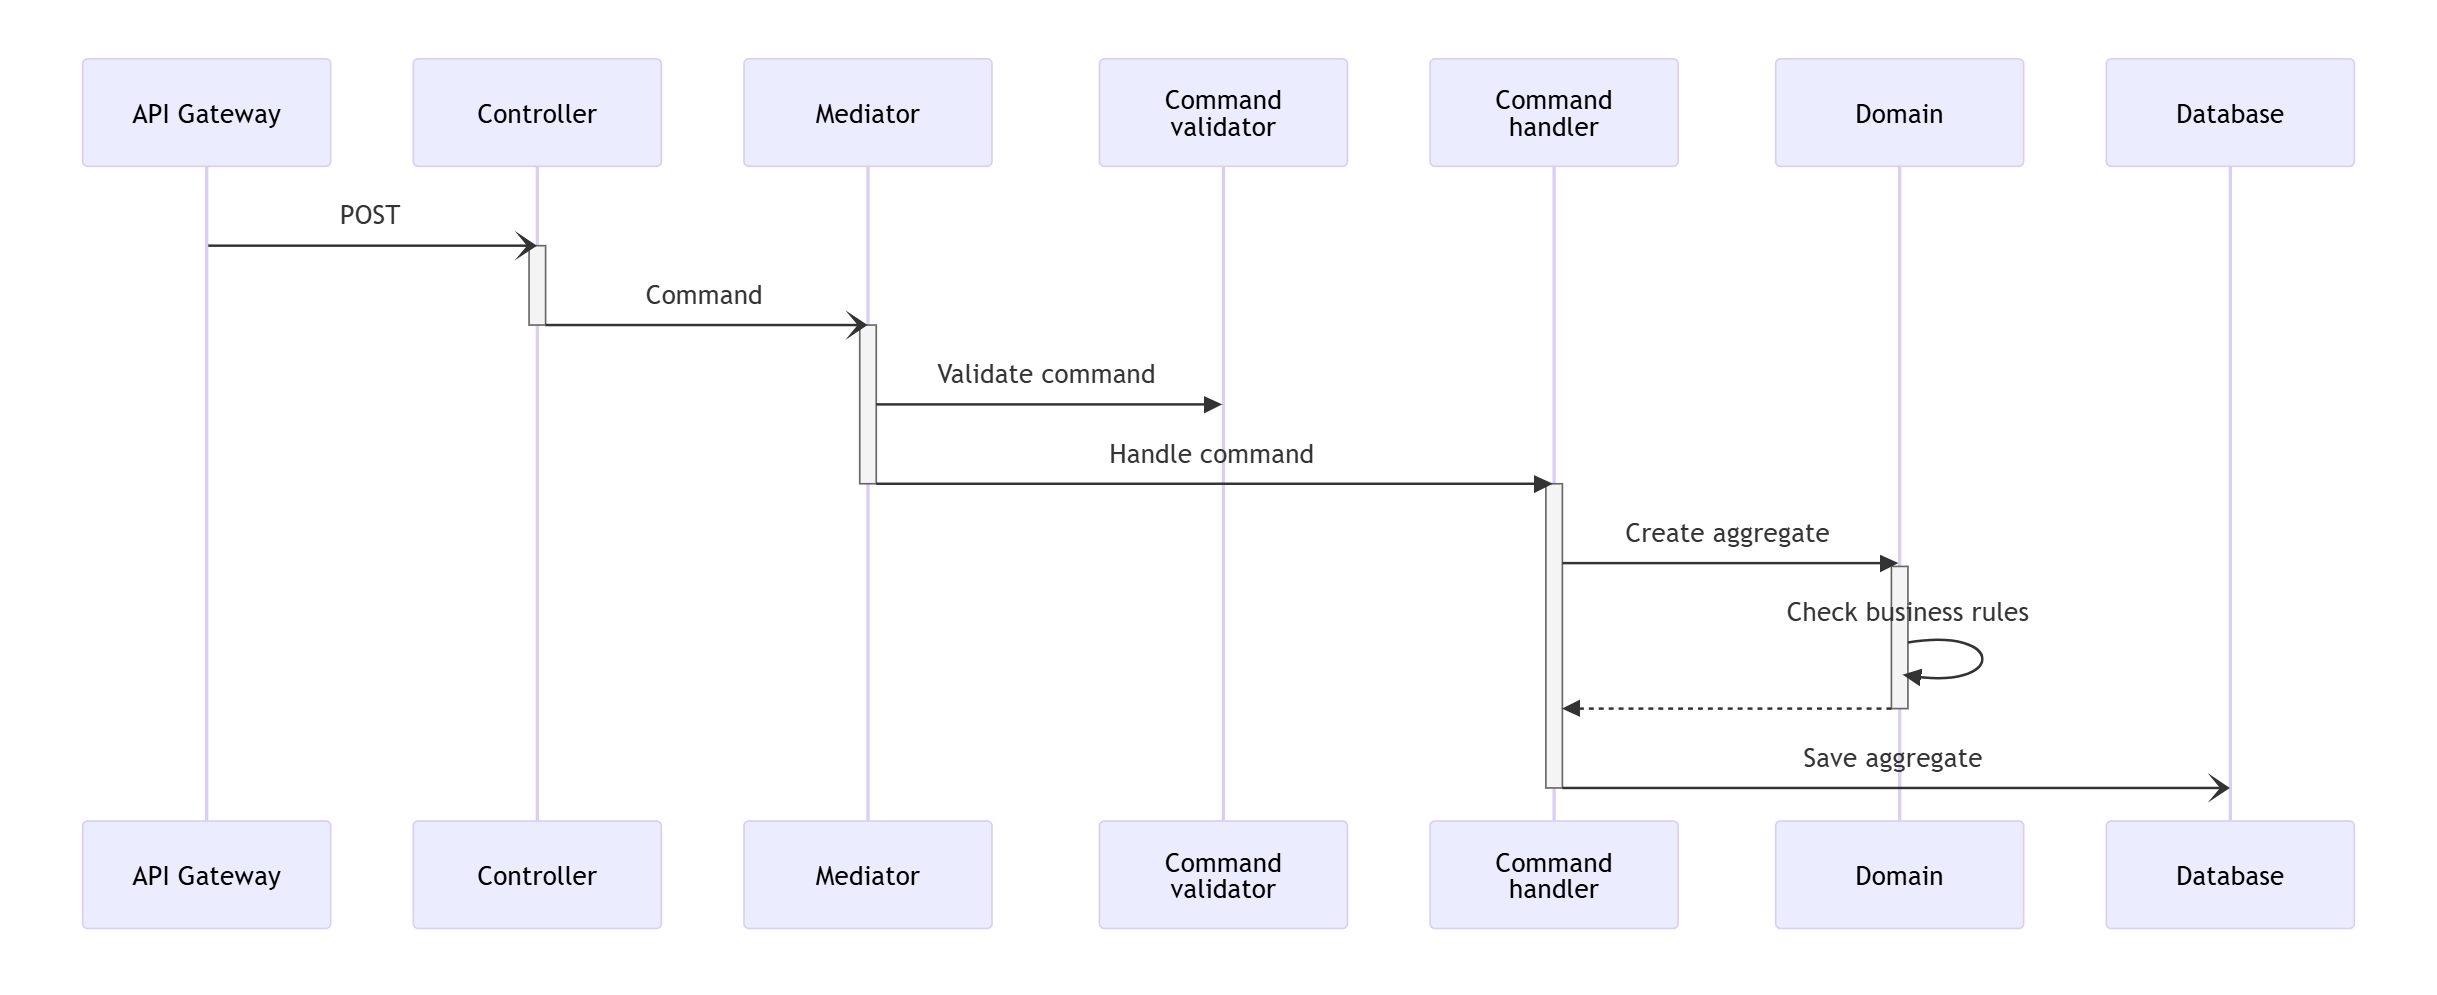 API Gateway
Controller
Mediator
Command
validator
Command
handler
Domain
Database
POST
Command
Validate command
Handle command
Create aggregate
Check business rules
Save aggregate
API Gateway
Controller
Mediator
Command
validator
Command
handler
Domain
Database